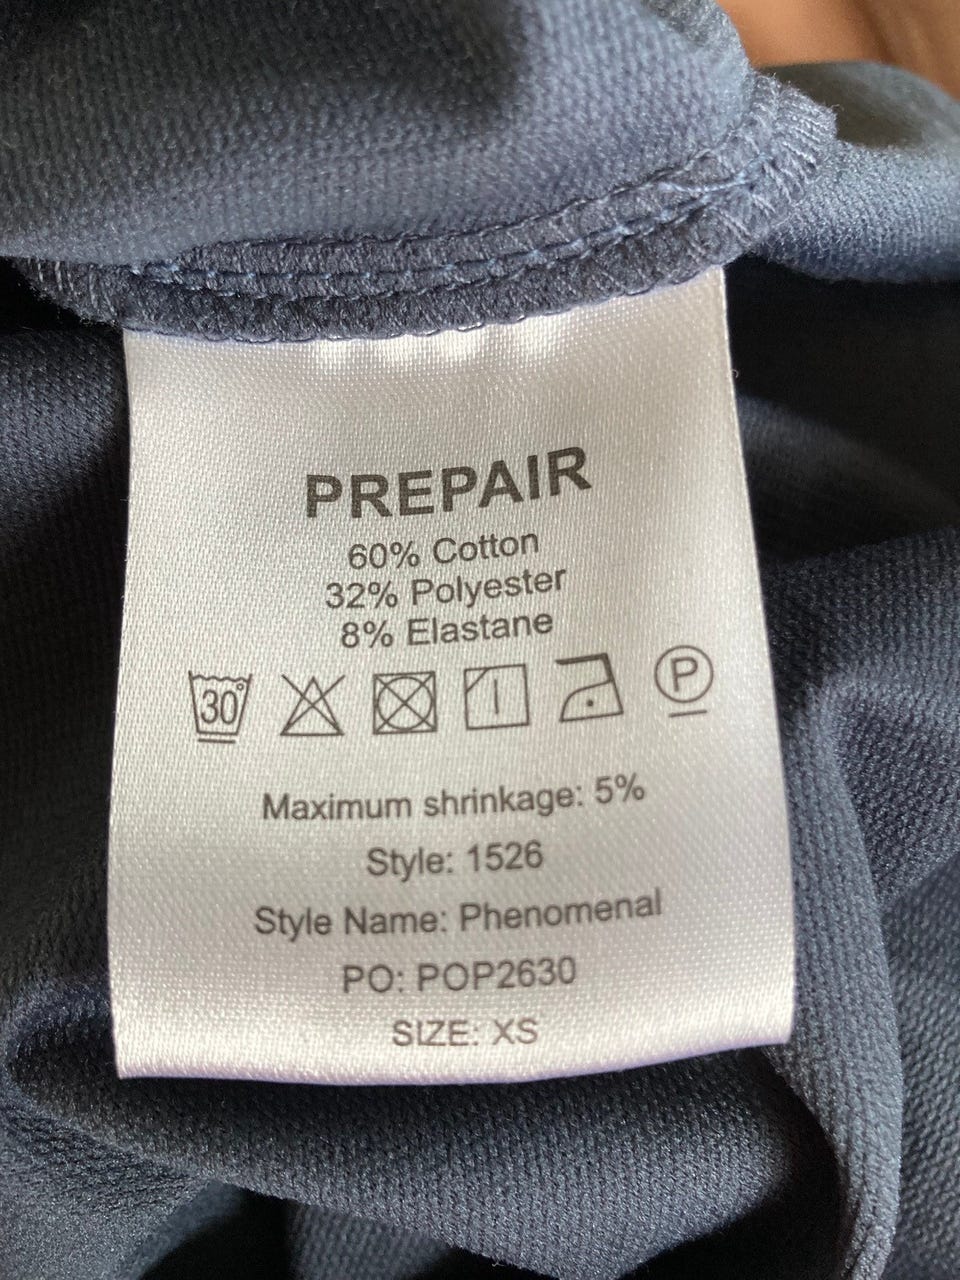 PREPAIR
60% Cotton
32% Polyester
8% Elastane
30° P
Maximum shrinkage: 5%
Style: 1526
Style Name: Phenomenal
PO: POP2630
SIZE: XS